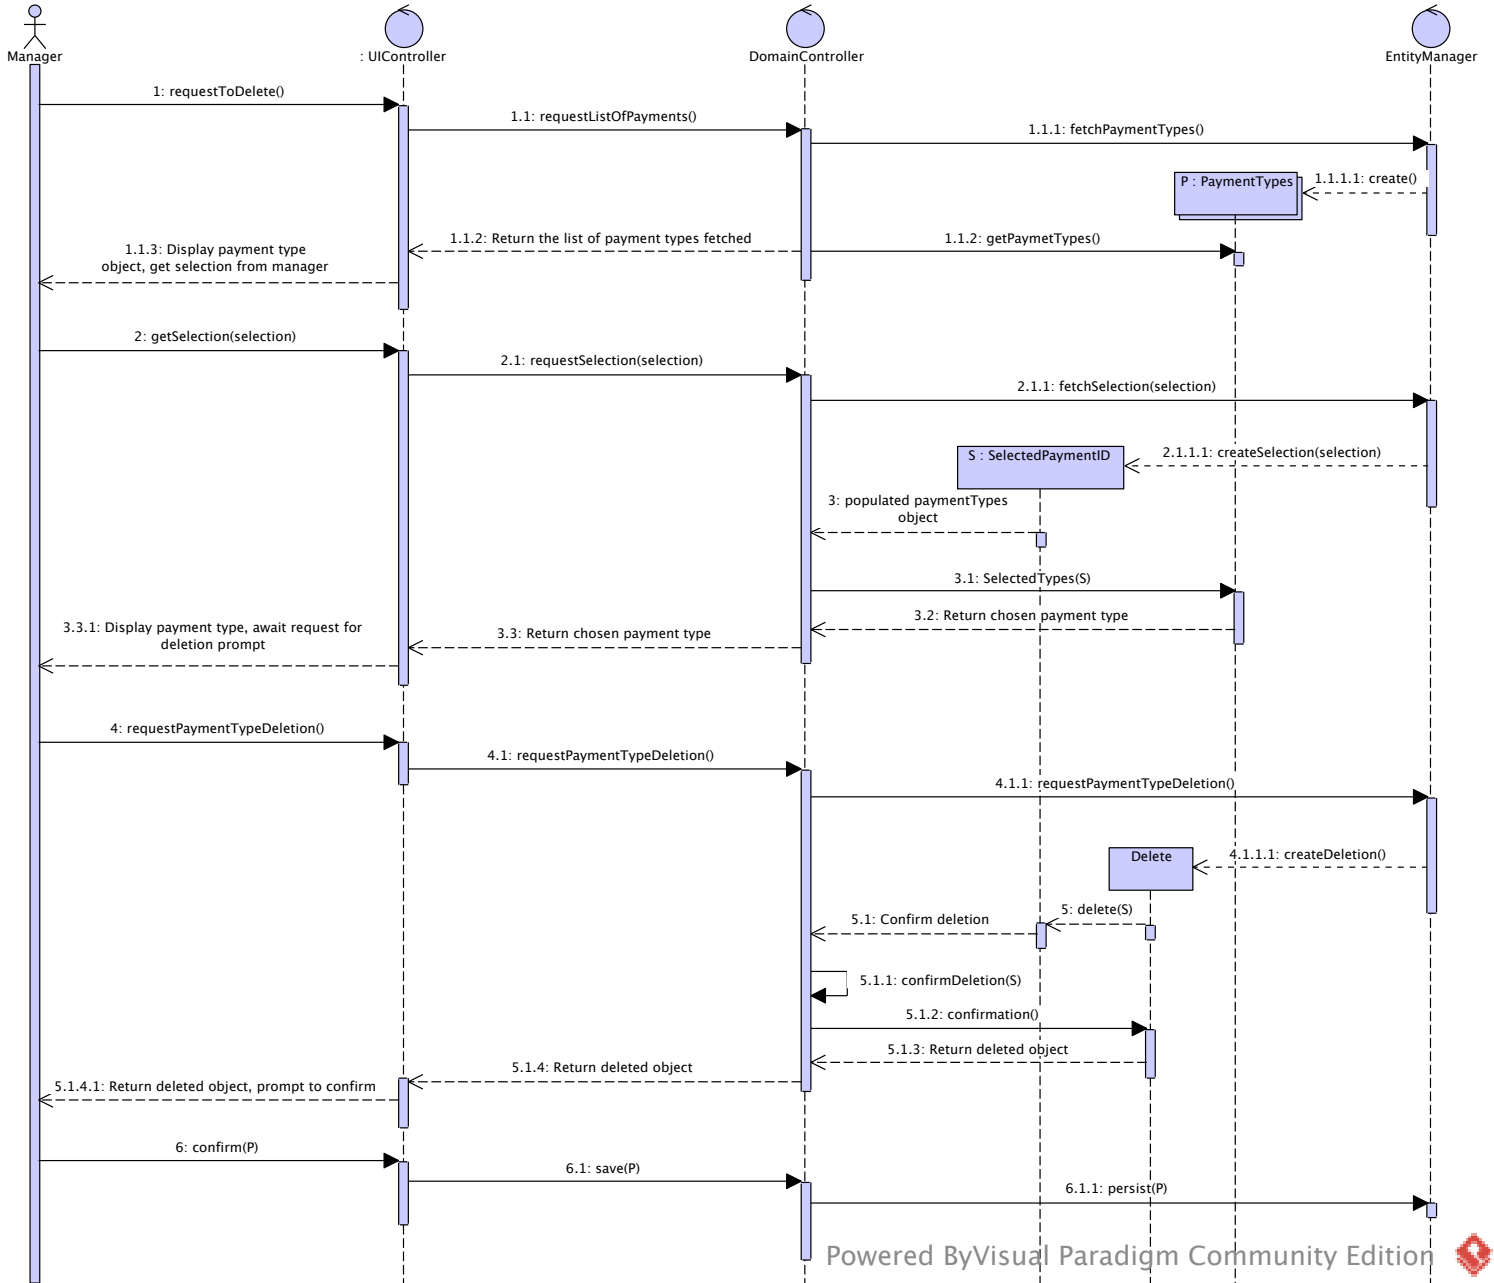 Manager
: UIController
DomainController
EntityManager
1: requestToDelete()
1.1: requestListOfPayments()
1.1.1: fetchPaymentTypes()
P : PaymentTypes
1.1.1.1: create()
1.1.3: Display payment type
object, get selection from manager
1.1.2: Return the list of payment types fetched
1.1.2: getPaymetTypes()
2: getSelection(selection)
2.1: requestSelection(selection)
2.1.1: fetchSelection(selection)
S : SelectedPaymentID
2.1.1.1: createSelection(selection)
3: populated paymentTypes
object
3.1: SelectedTypes(S)
3.2: Return chosen payment type
3.3: Return chosen payment type
3.3.1: Display payment type, await request for
deletion prompt
4: requestPaymentTypeDeletion()
4.1: requestPaymentTypeDeletion()
4.1.1: requestPaymentTypeDeletion()
Delete
4.1.1.1: createDeletion()
5: delete(S)
5.1: Confirm deletion
5.1.1: confirmDeletion(S)
5.1.2: confirmation()
5.1.3: Return deleted object
5.1.4: Return deleted object
5.1.4.1: Return deleted object, prompt to confirm
6: confirm(P)
6.1: save(P)
6.1.1: persist(P)
Powered ByVisual Paradigm Community Edition